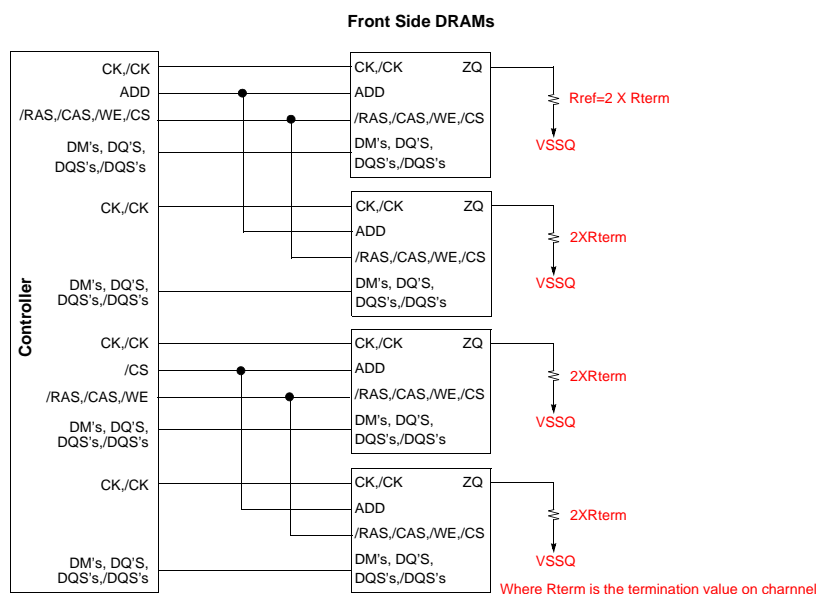 Front Side DRAMs
Controller
CK,/CK
ADD
/RAS,/CAS,/WE,/CS
DM's, DQ'S,
DQS's,/DQS's
CK,/CK ZQ
ADD
/RAS,/CAS,/WE,/CS
DM's, DQ'S,
DQS's,/DQS's
Rref=2 X Rterm
VSSQ
CK,/CK
DM's, DQ'S,
DQS's,/DQS's
CK,/CK ZQ
ADD
/RAS,/CAS,/WE,/CS
DM's, DQ'S,
DQS's,/DQS's
2XRterm
VSSQ
CK,/CK
/CS
/RAS,/CAS,/WE
DM's, DQ'S,
DQS's,/DQS's
CK,/CK ZQ
ADD
/RAS,/CAS,/WE,/CS
DM's, DQ'S,
DQS's,/DQS's
2XRterm
VSSQ
CK,/CK
DM's, DQ'S,
DQS's,/DQS's
CK,/CK ZQ
ADD
/RAS,/CAS,/WE,/CS
DM's, DQ'S,
DQS's,/DQS's
2XRterm
VSSQ
Where Rterm is the termination value on charnnel